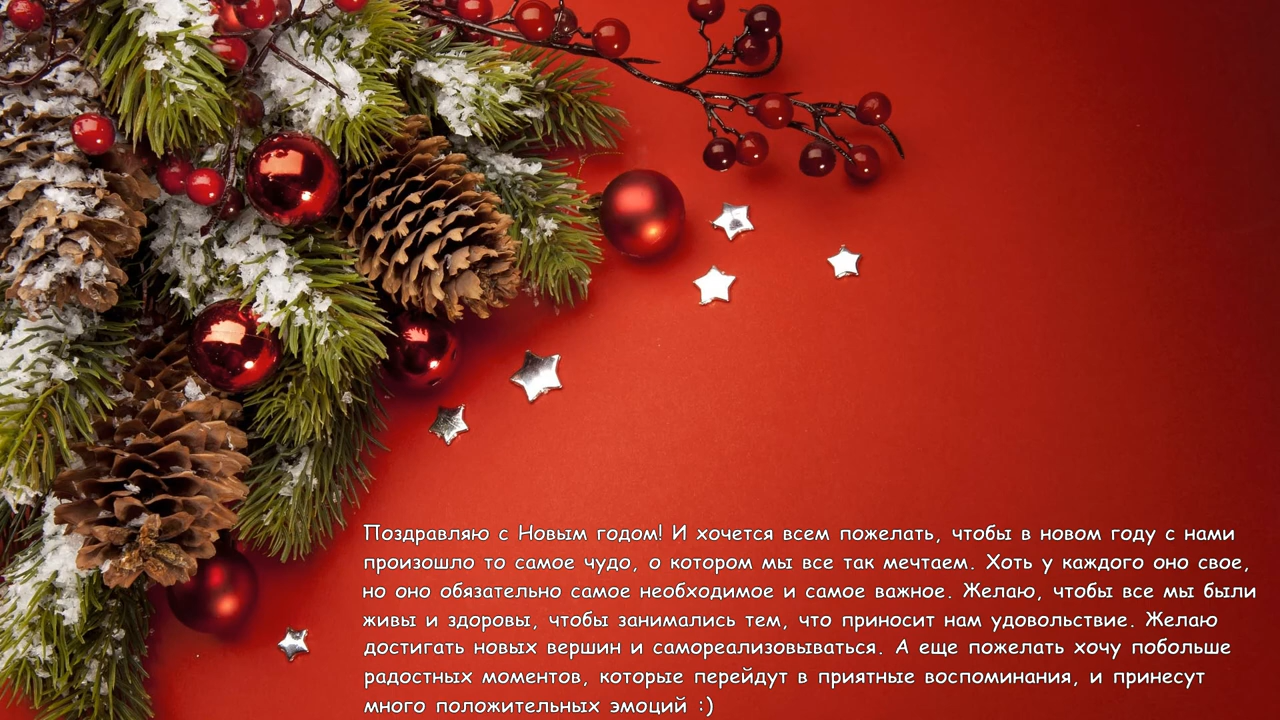 Поздравляю с Новым годом! И хочется всем пожелать, чтобы в новом году с нами
произошло то самое чудо, о котором мы все так мечтаем. Хоть у каждого оно свое,
но оно обязательно самое необходимое и самое важное. Желаю, чтобы все мы были
живы и здоровы, чтобы занимались тем, что приносит нам удовольствие. Желаю
достигать новых вершин и самореализовываться. А еще пожелать хочу побольше
радостных моментов, которые перейдут в приятные воспоминания, и принесут
много положительных эмоций :)